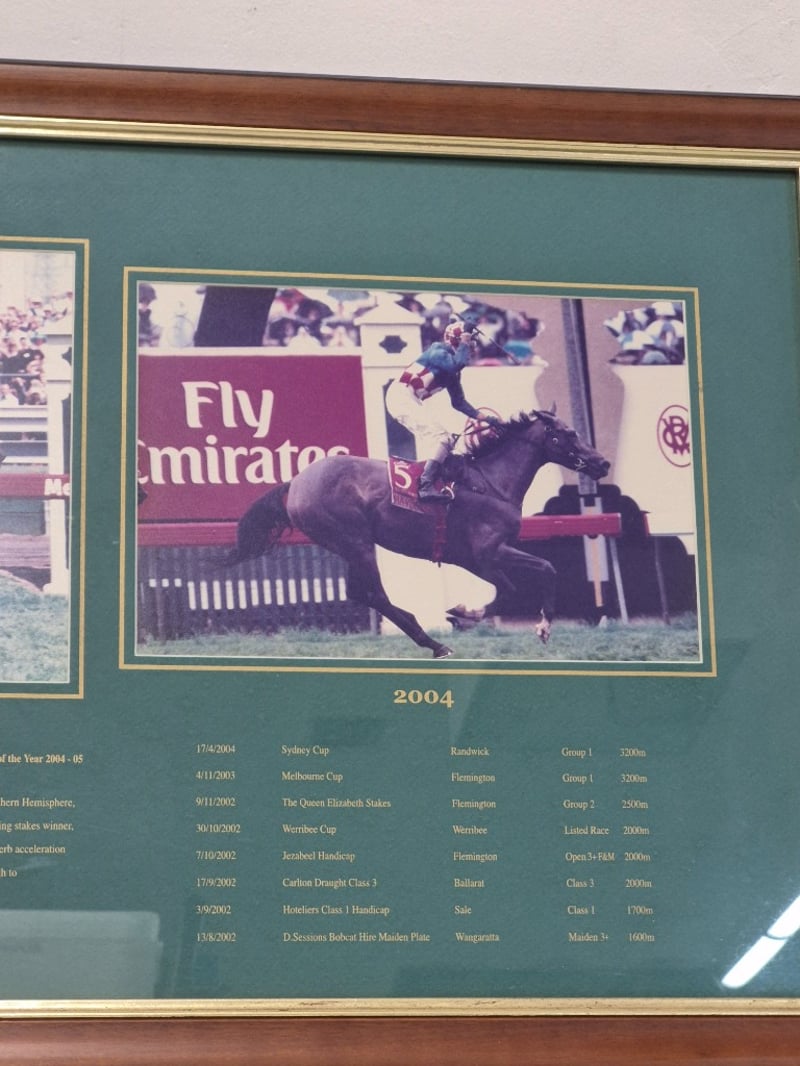 Fly
Emirates
5
Me
2004
of the Year 2004 - 05
hern Hemisphere,
ing stakes winner,
erb acceleration
h to
17/4/2004 Sydney Cup Randwick Group 1 3200m
4/11/2003 Melbourne Cup Flemington Group 1 3200m
9/11/2002 The Queen Elizabeth Stakes Flemington Group 2 2500m
30/10/2002 Werribee Cup Werribee Listed Race 2000m
7/10/2002 Jezabeel Handicap Flemington Open 3+F&M 2000m
17/9/2002 Carlton Draught Class 3 Ballarat Class 3 2000m
3/9/2002 Hoteliers Class 1 Handicap Sale Class 1 1700m
13/8/2002 D.Sessions Bobcat Hire Maiden Plate Wangaratta Maiden 3+ 1600m